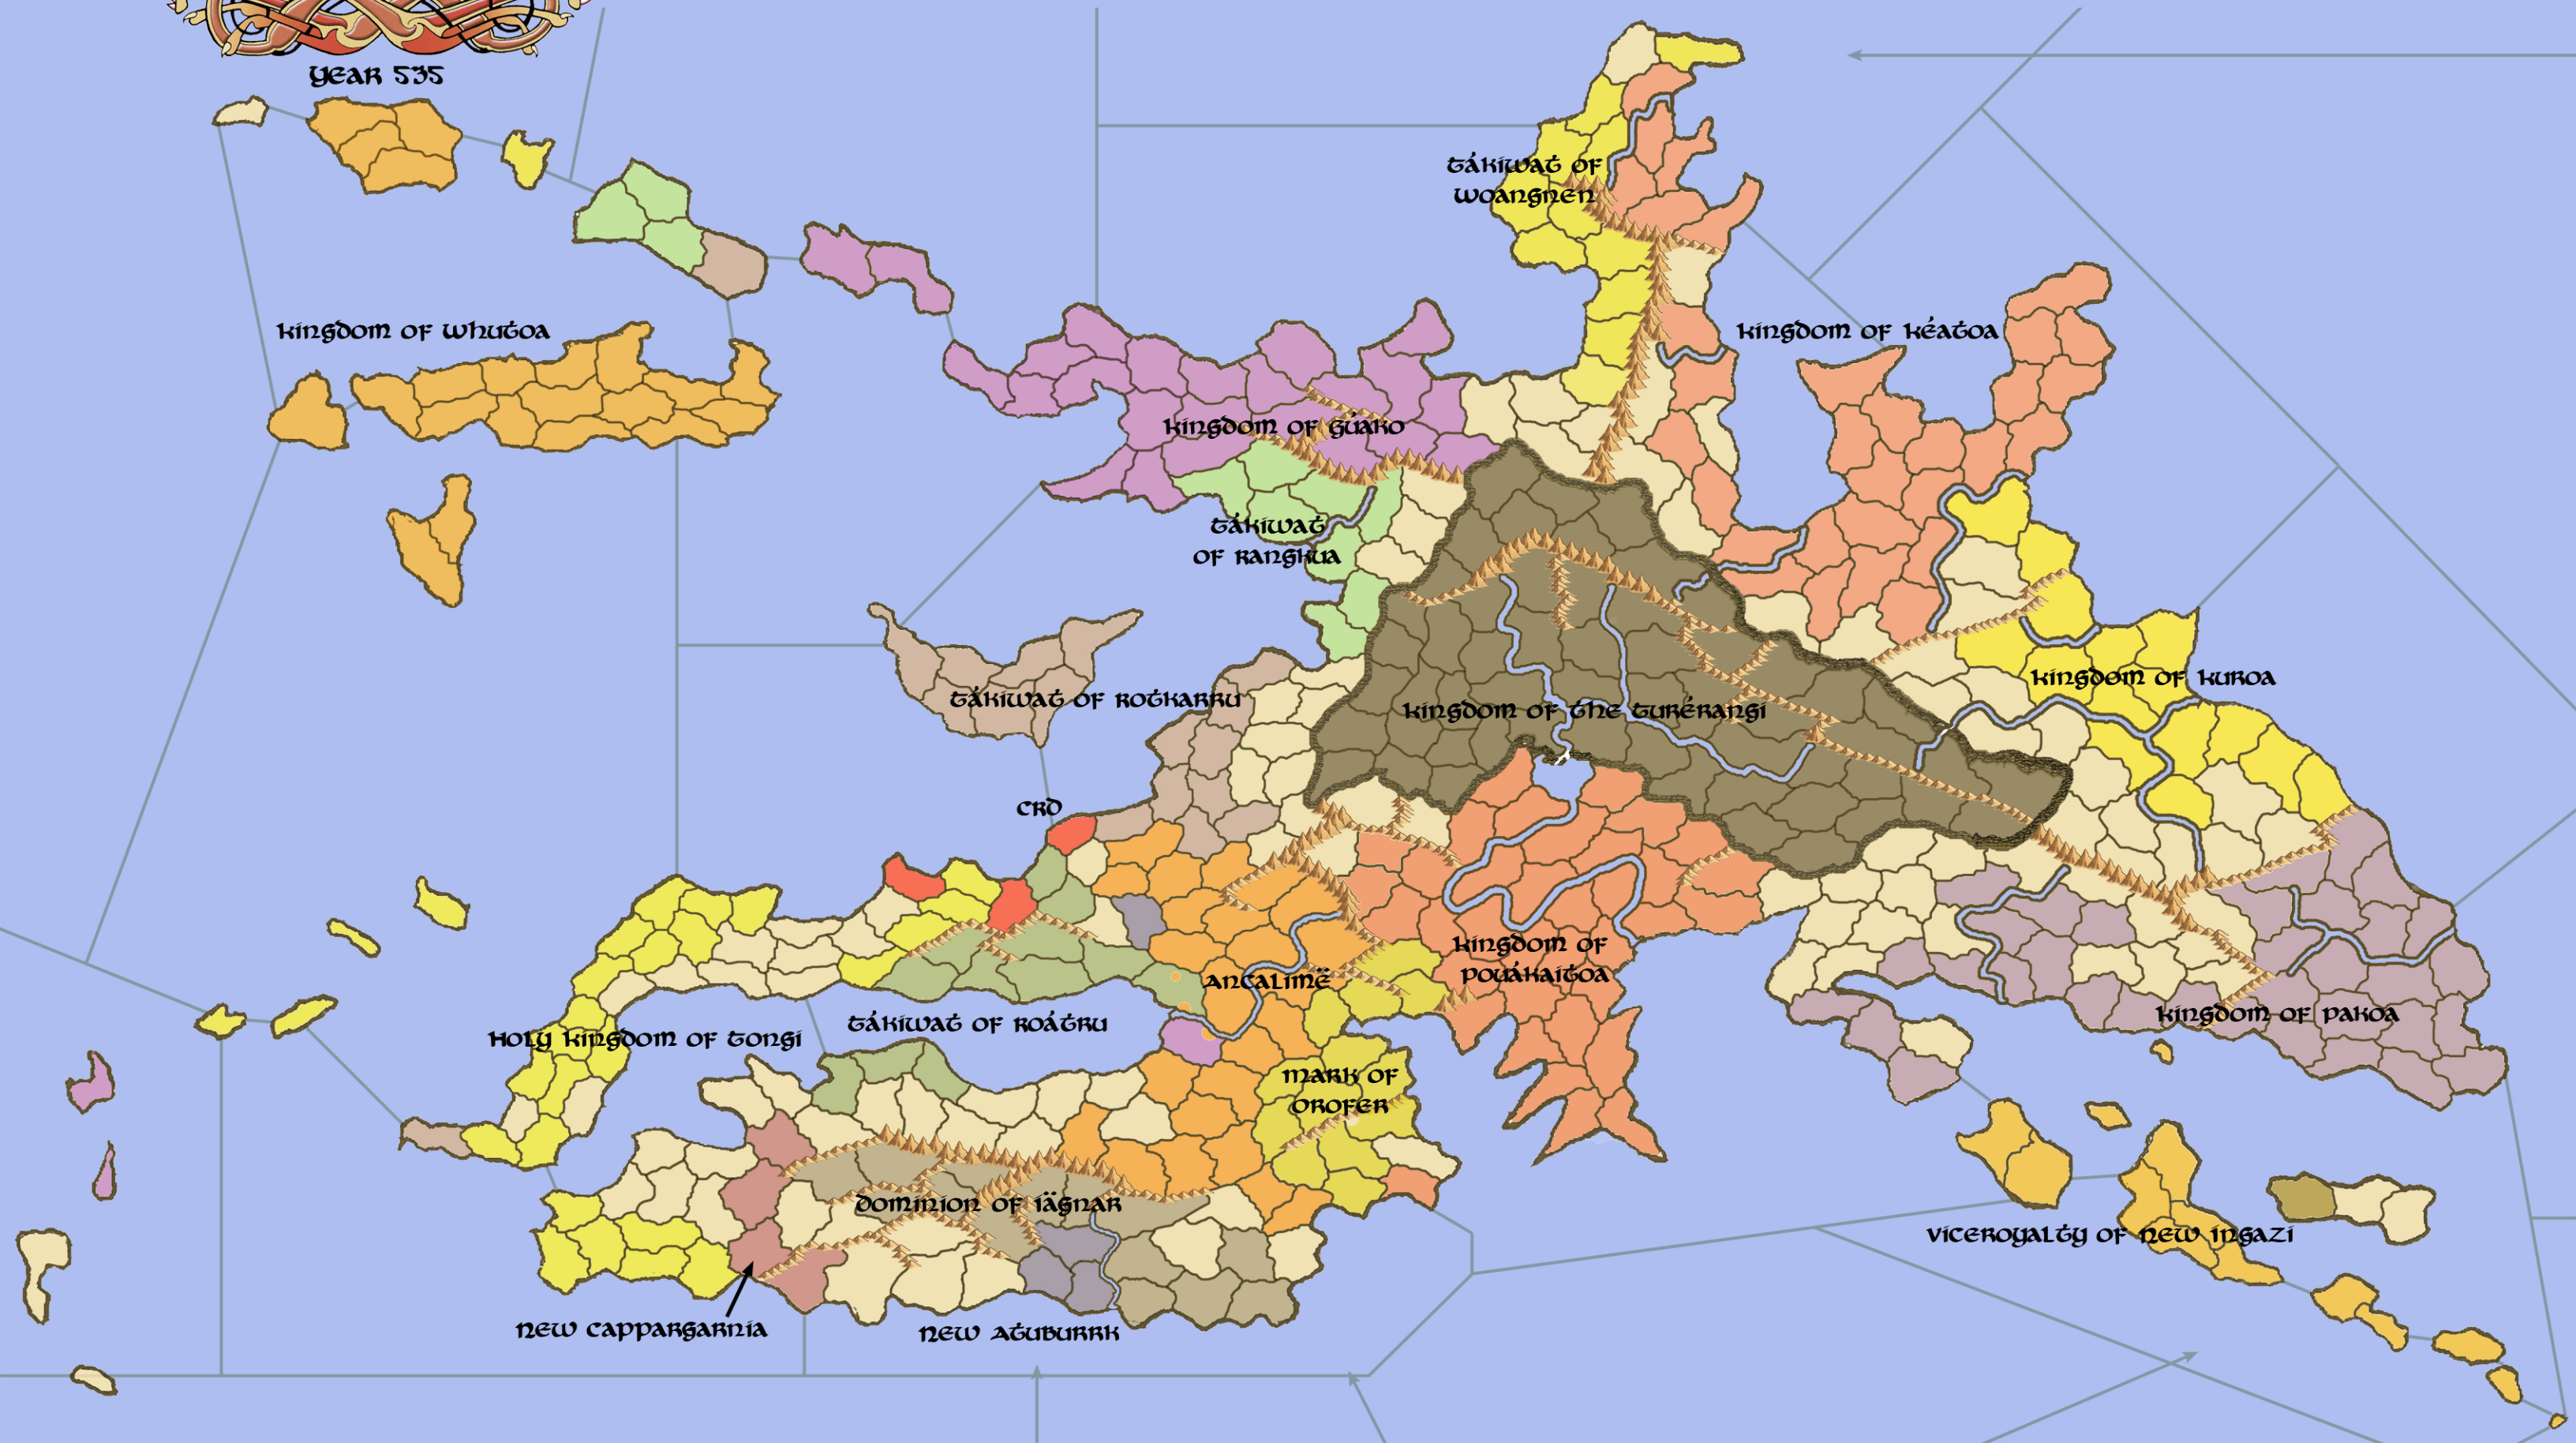 YEAR 535
TÁKIWAT OF
WOANGNEN
KINGDOM OF WHUTOA
KINGDOM OF KÉATOA
KINGDOM OF GÚAKO
TÁKIWAT
OF RANGKUA
KINGDOM OF KUROA
TÁKIWAT OF ROTKARRU
KINGDOM OF THE TURÉRANGI
CRD
KINGDOM OF
POUÁKAITOA
ANCALIMË
KINGDOM OF PAKOA
TÁKIWAT OF ROÁTRU
HOLY KINGDOM OF TONGI
MARK OF
OROFER
DOMINION OF IÄGNAR
VICEROYALTY OF NEW INGAZI
NEW CAPPARGARNIA
NEW ATUBURRK